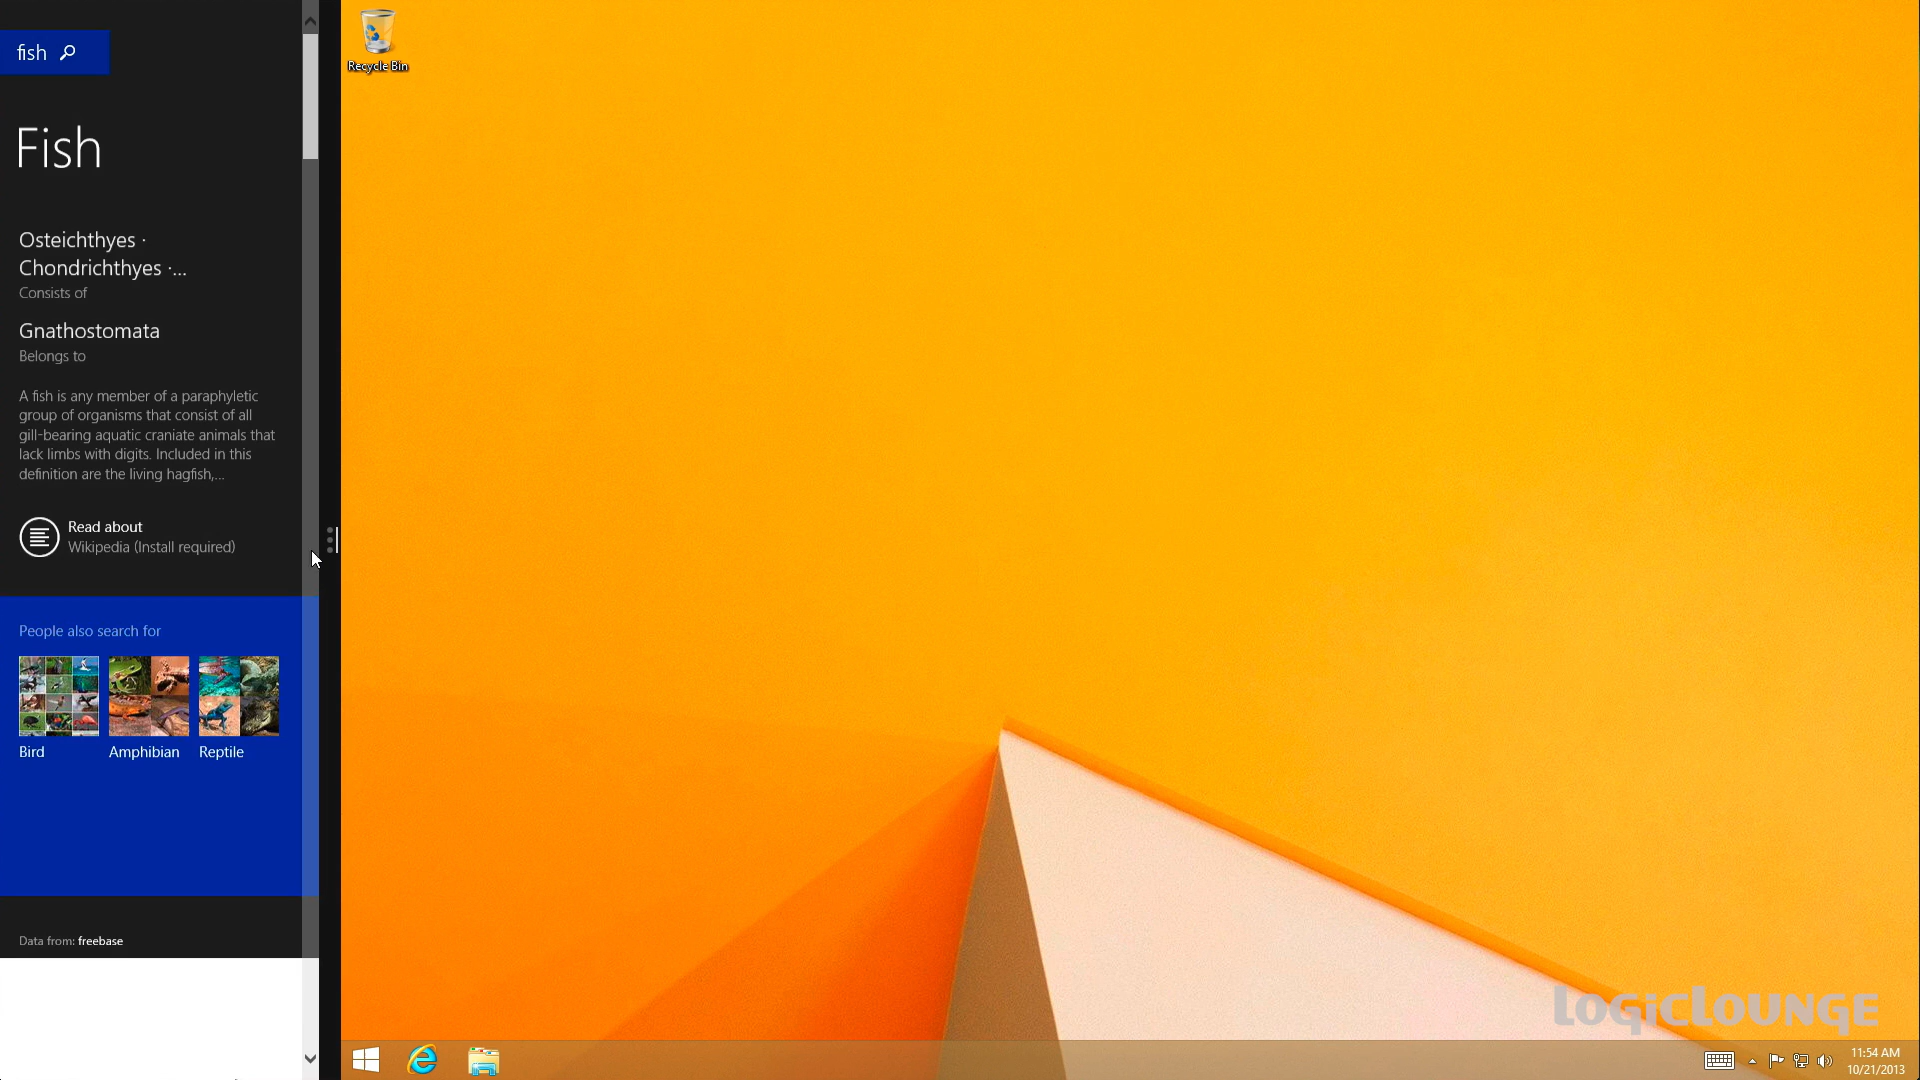 fish
Fish
Osteichthyes ·
Chondrichthyes ·...
Consists of
Gnathostomata
Belongs to
A fish is any member of a paraphyletic
group of organisms that consist of all
gill-bearing aquatic craniate animals that
lack limbs with digits. Included in this
definition are the living hagfish,...
Read about
Wikipedia (Install required)
People also search for
Bird Amphibian Reptile
Data from: freebase
Recycle Bin
LOGICLOUNGE
11:54 AM
10/21/2013